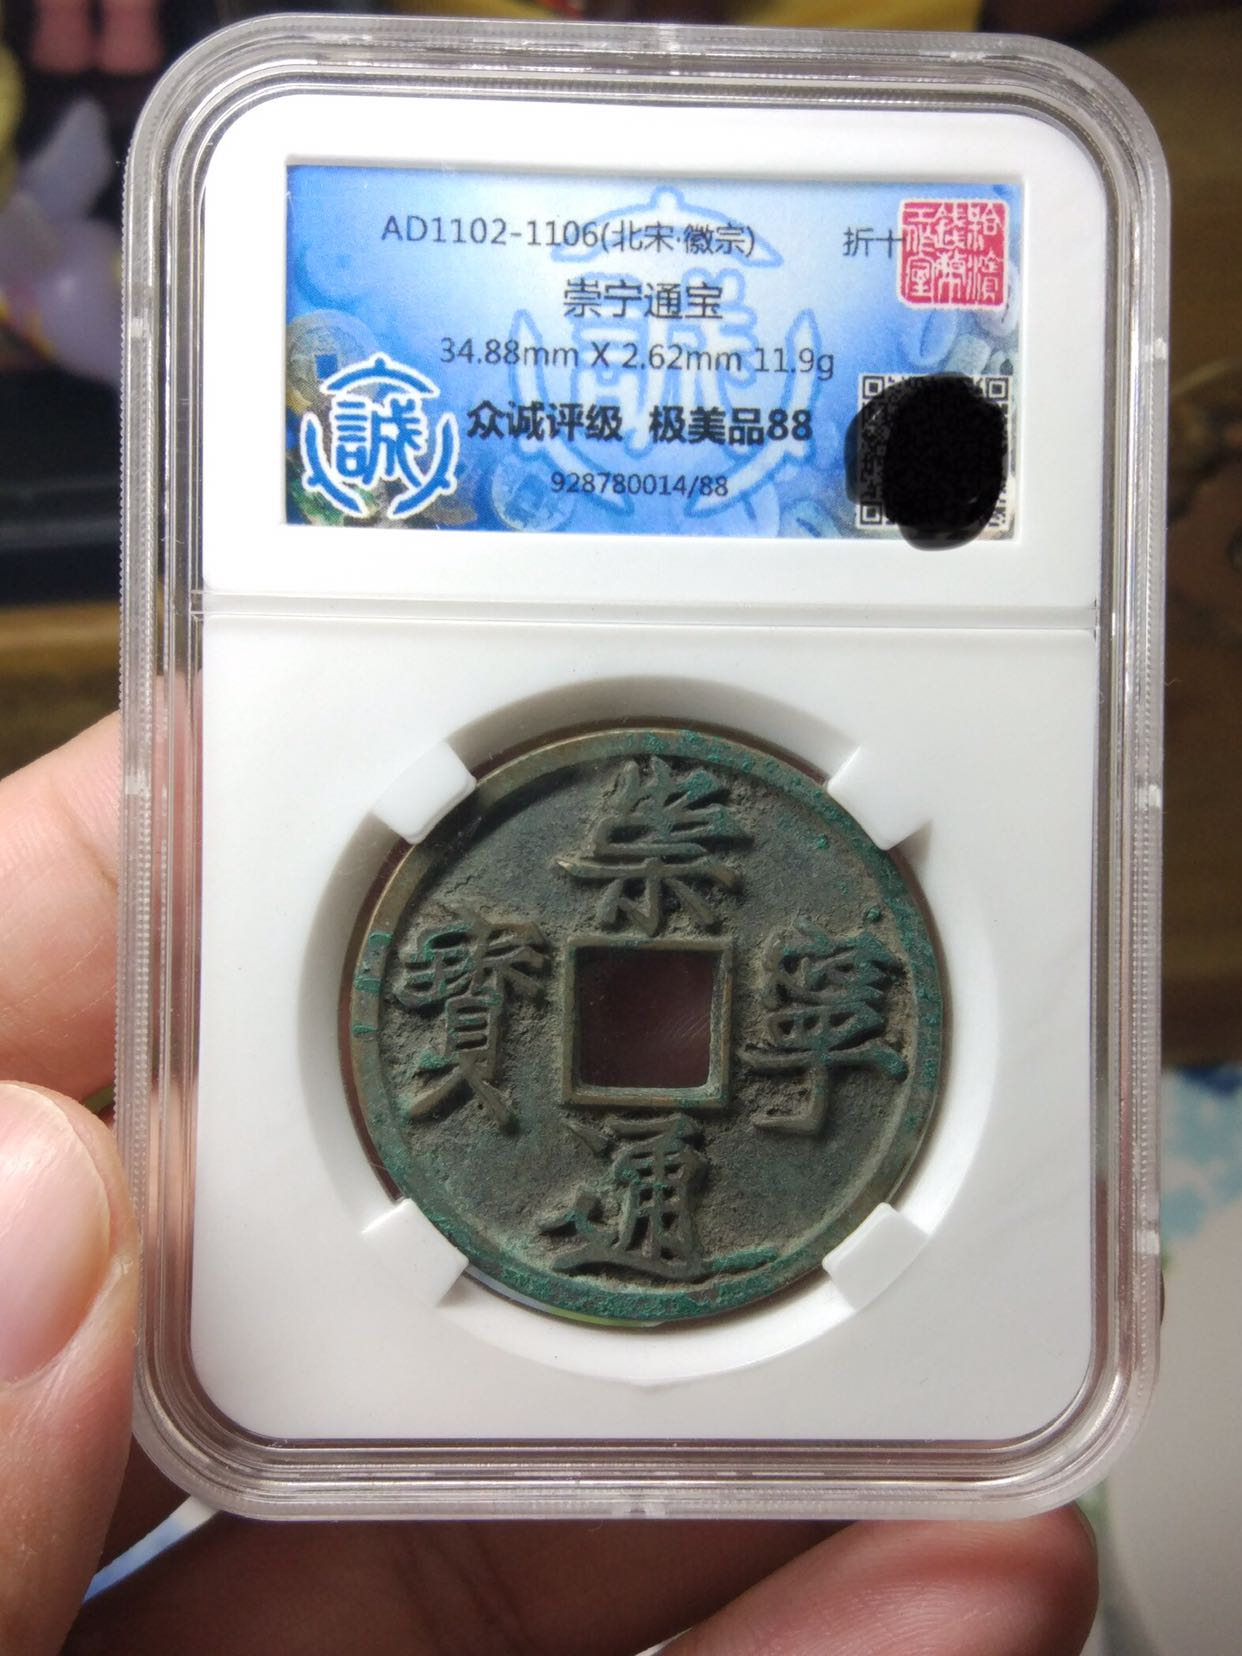 AD1102-1106(北宋·徽宗) 折十
崇宁通宝
34.88mm X 2.62mm 11.9g
誠 众诚评级 极美品88
928780014/88
崇
寶 寧
通